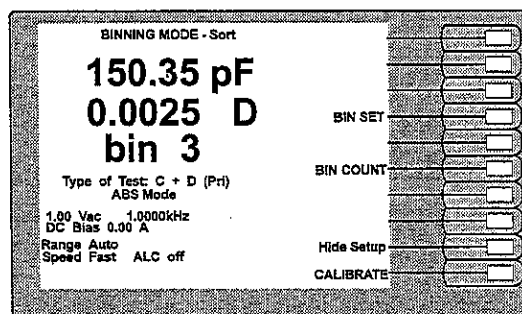 BINNING MODE - Sort
150.35 pF
0.0025 D
bin 3
Type of Test: C + D (Pri)
ABS Mode
1.00 Vac 1.0000kHz
DC Bias 0.00 A
Range Auto
Speed Fast ALC off
BIN SET
BIN COUNT
Hide Setup
CALIBRATE